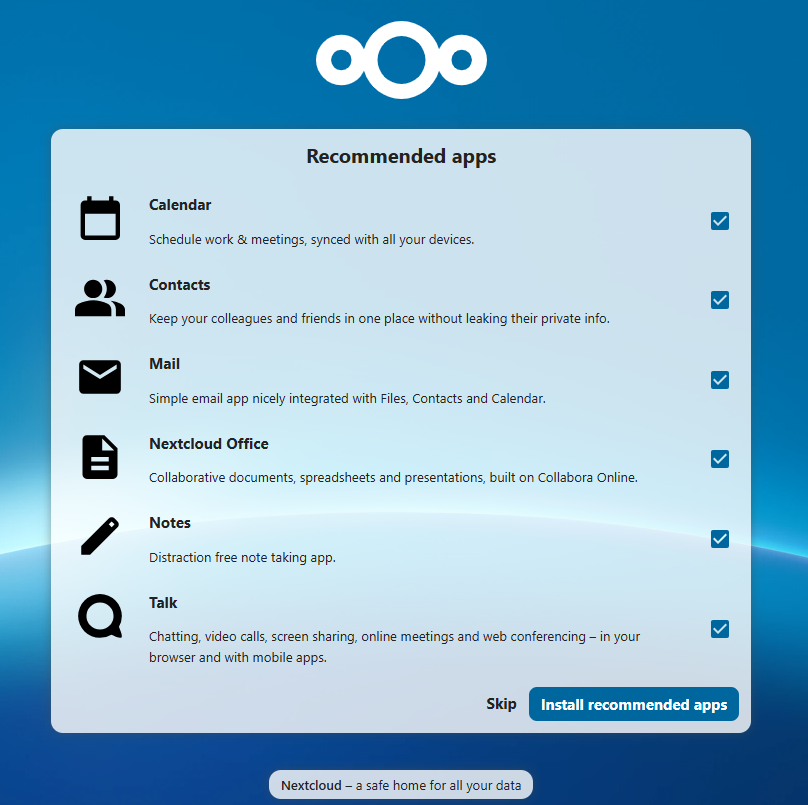 Recommended apps
Calendar
Schedule work & meetings, synced with all your devices.
Contacts
Keep your colleagues and friends in one place without leaking their private info.
Mail
Simple email app nicely integrated with Files, Contacts and Calendar.
Nextcloud Office
Collaborative documents, spreadsheets and presentations, built on Collabora Online.
Notes
Distraction free note taking app.
Talk
Chatting, video calls, screen sharing, online meetings and web conferencing – in your
browser and with mobile apps.
Skip
Install recommended apps
Nextcloud – a safe home for all your data